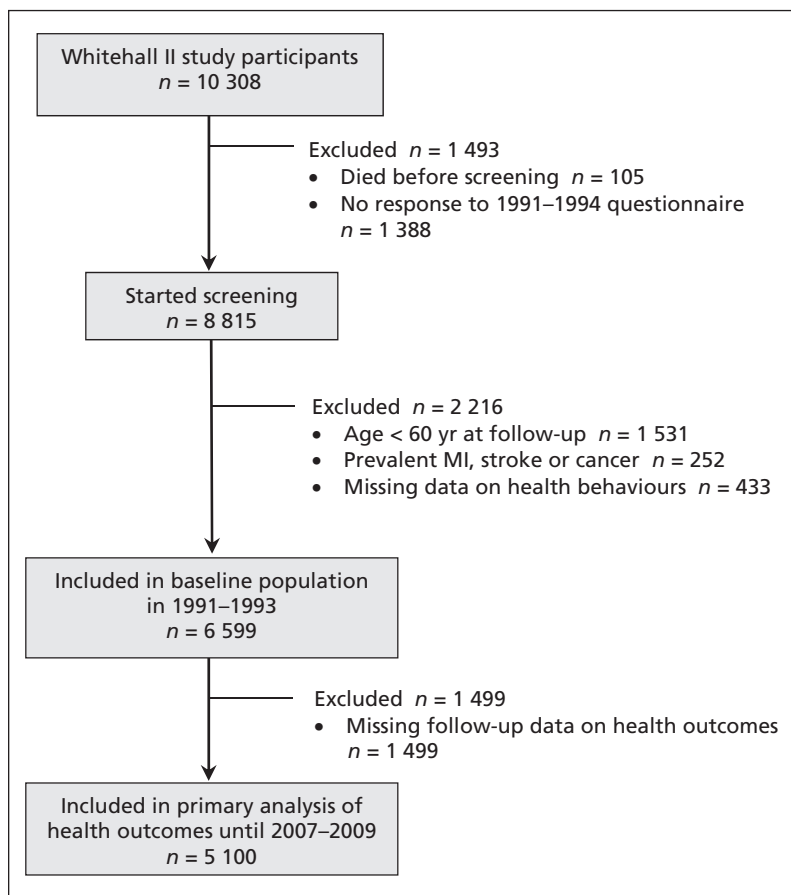 Whitehall II study participants
n = 10 308
Excluded n = 1 493
• Died before screening n = 105
• No response to 1991–1994 questionnaire
n = 1 388
Started screening
n = 8 815
Excluded n = 2 216
• Age < 60 yr at follow-up n = 1 531
• Prevalent MI, stroke or cancer n = 252
• Missing data on health behaviours n = 433
Included in baseline population
in 1991–1993
n = 6 599
Excluded n = 1 499
• Missing follow-up data on health outcomes
n = 1 499
Included in primary analysis of
health outcomes until 2007–2009
n = 5 100